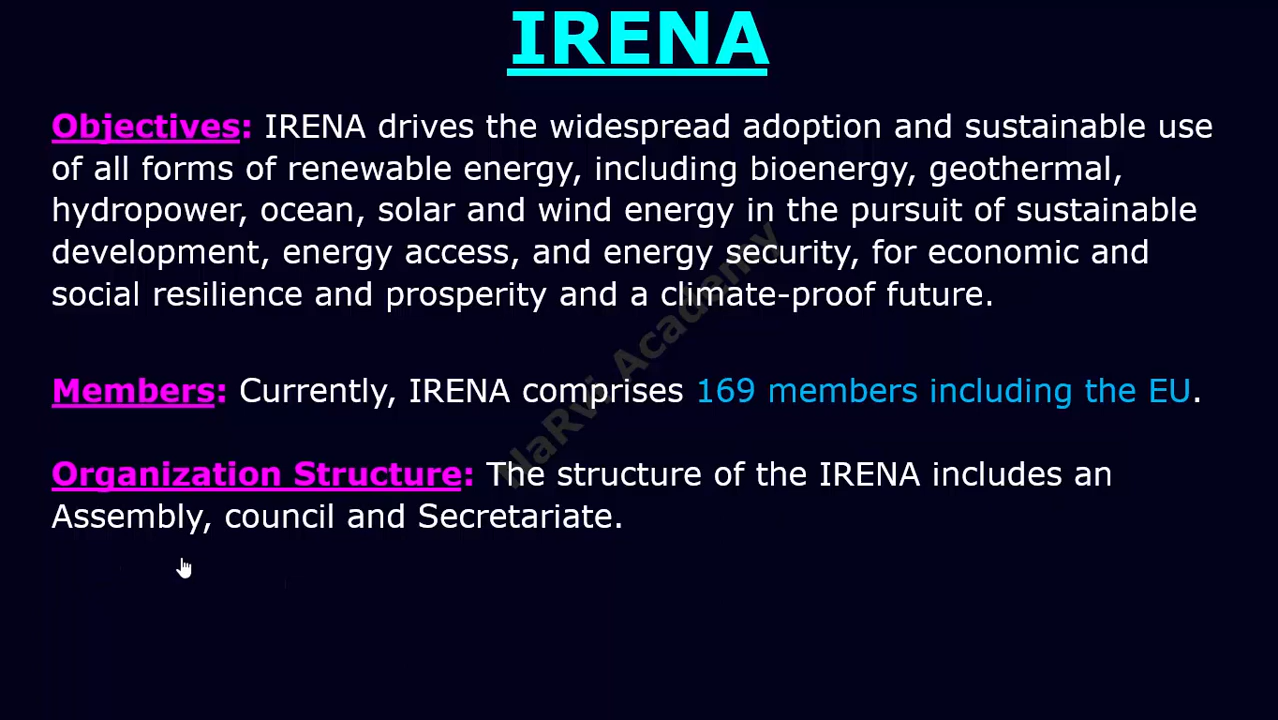 IRENA
Objectives: IRENA drives the widespread adoption and sustainable use
of all forms of renewable energy, including bioenergy, geothermal,
hydropower, ocean, solar and wind energy in the pursuit of sustainable
development, energy access, and energy security, for economic and
social resilience and prosperity and a climate-proof future.
Members: Currently, IRENA comprises 169 members including the EU.
Organization Structure: The structure of the IRENA includes an
Assembly, council and Secretariate.
NaRvi Academy